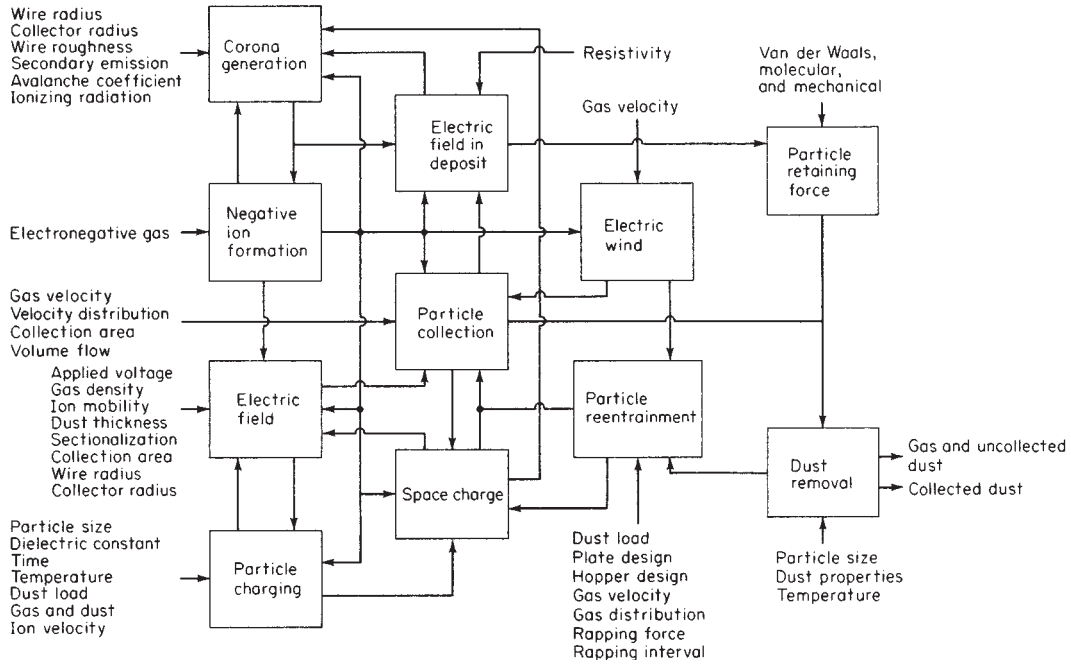 Wire radius
Collector radius
Wire roughness
Secondary emission
Avalanche coefficient
Ionizing radiation
Corona
generation
Resistivity
Van der Waals,
molecular,
and mechanical
Gas velocity
Electric
field in
deposit
Particle
retaining
force
Electronegative gas
Negative
ion
formation
Electric
wind
Gas velocity
Velocity distribution
Collection area
Volume flow
Particle
collection
Applied voltage
Gas density
Ion mobility
Dust thickness
Sectionalization
Collection area
Wire radius
Collector radius
Electric
field
Particle
reentrainment
Space charge
Dust
removal
Gas and uncollected
dust
Collected dust
Particle size
Dielectric constant
Time
Temperature
Dust load
Gas and dust
Ion velocity
Particle
charging
Dust load
Plate design
Hopper design
Gas velocity
Gas distribution
Rapping force
Rapping interval
Particle size
Dust properties
Temperature